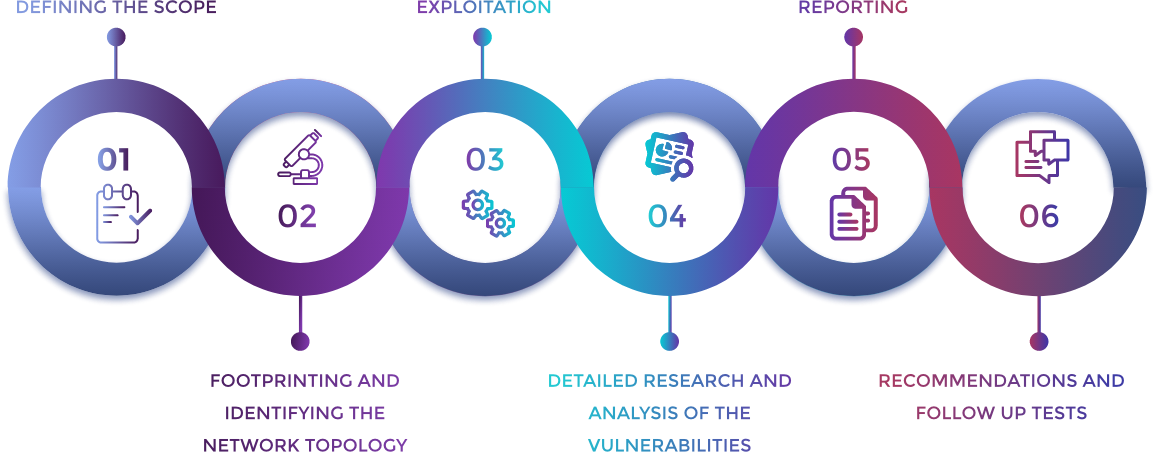 DEFINING THE SCOPE
EXPLOITATION
REPORTING
01
02
03
04
05
06
FOOTPRINTING AND
IDENTIFYING THE
NETWORK TOPOLOGY
DETAILED RESEARCH AND
ANALYSIS OF THE
VULNERABILITIES
RECOMMENDATIONS AND
FOLLOW UP TESTS